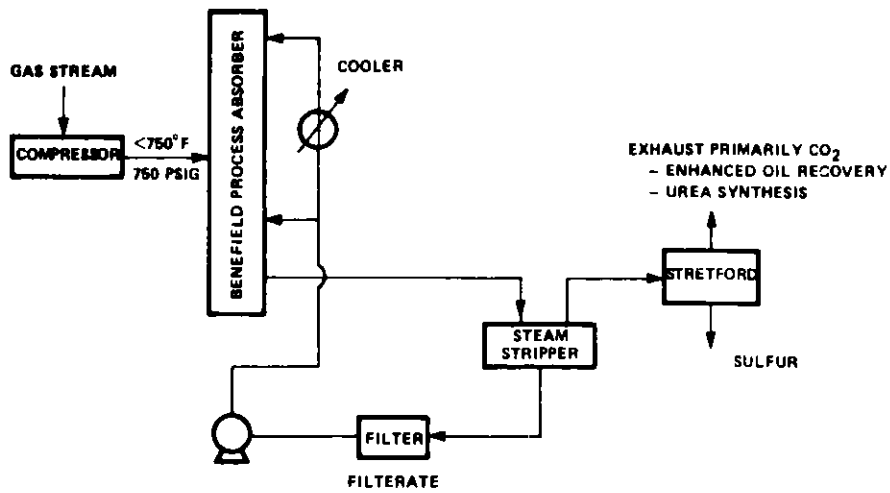 GAS STREAM
COMPRESSOR
<750°F
750 PSIG
BENEFIELD PROCESS ABSORBER
COOLER
EXHAUST PRIMARILY CO₂
– ENHANCED OIL RECOVERY
– UREA SYNTHESIS
STRETFORD
SULFUR
STEAM
STRIPPER
FILTER
FILTERATE